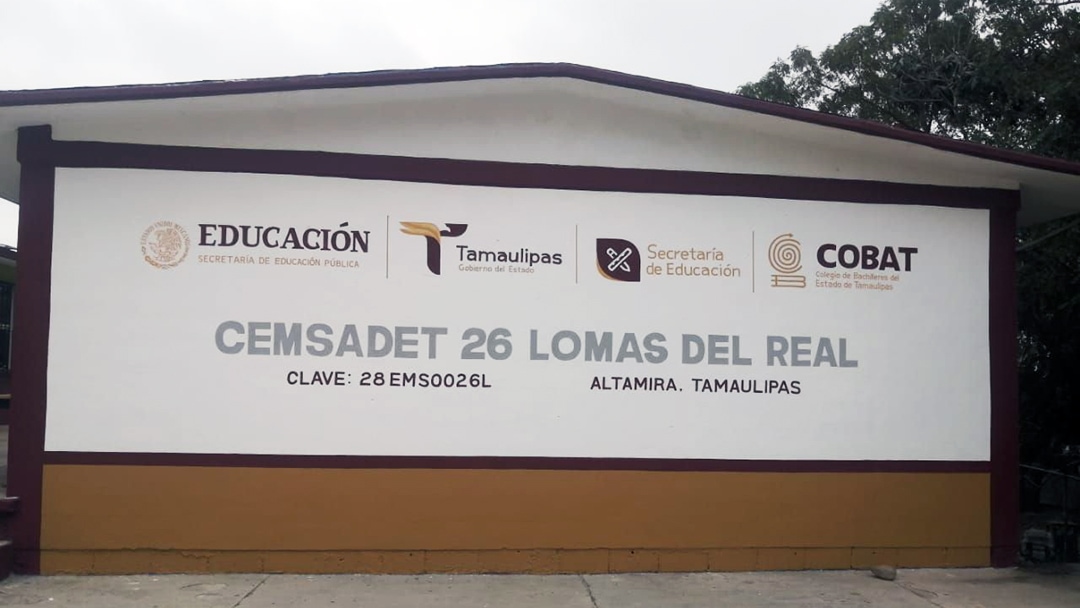 EDUCACIÓN
SECRETARÍA DE EDUCACIÓN PÚBLICA
Tamaulipas
Gobierno del Estado
Secretaría
de Educación
COBAT
Colegio de Bachilleres del
Estado de Tamaulipas
CEMSADET 26 LOMAS DEL REAL
CLAVE: 28EMS0026L
ALTAMIRA. TAMAULIPAS